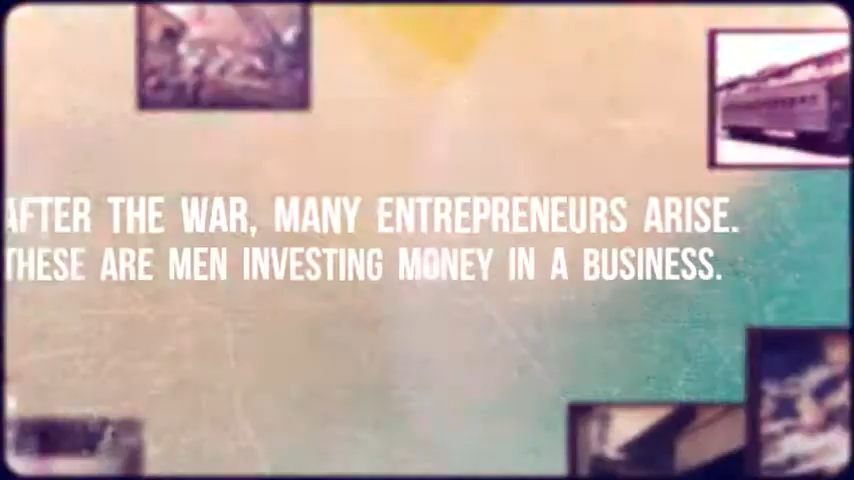 AFTER THE WAR, MANY ENTREPRENEURS ARISE.
THESE ARE MEN INVESTING MONEY IN A BUSINESS.